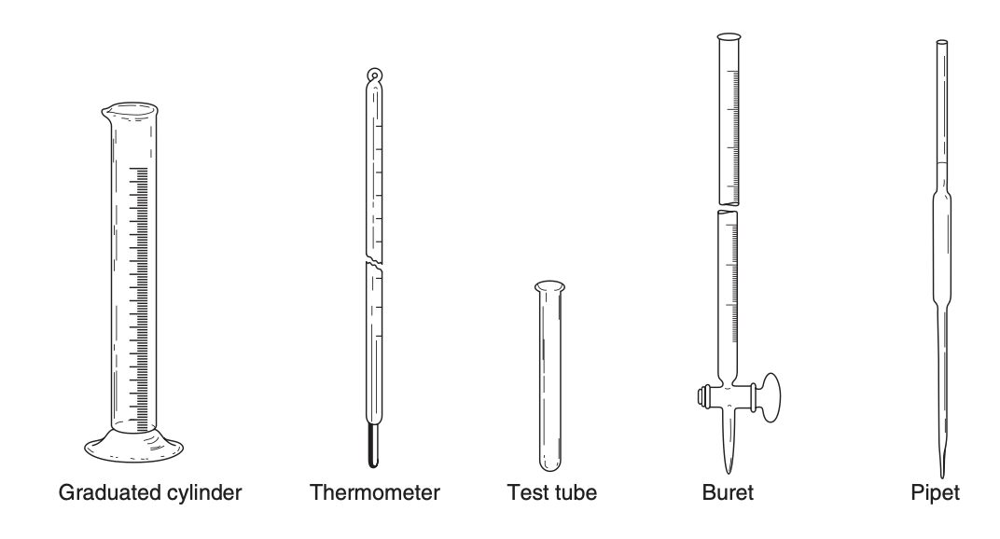 Graduated cylinder
Thermometer
Test tube
Buret
Pipet